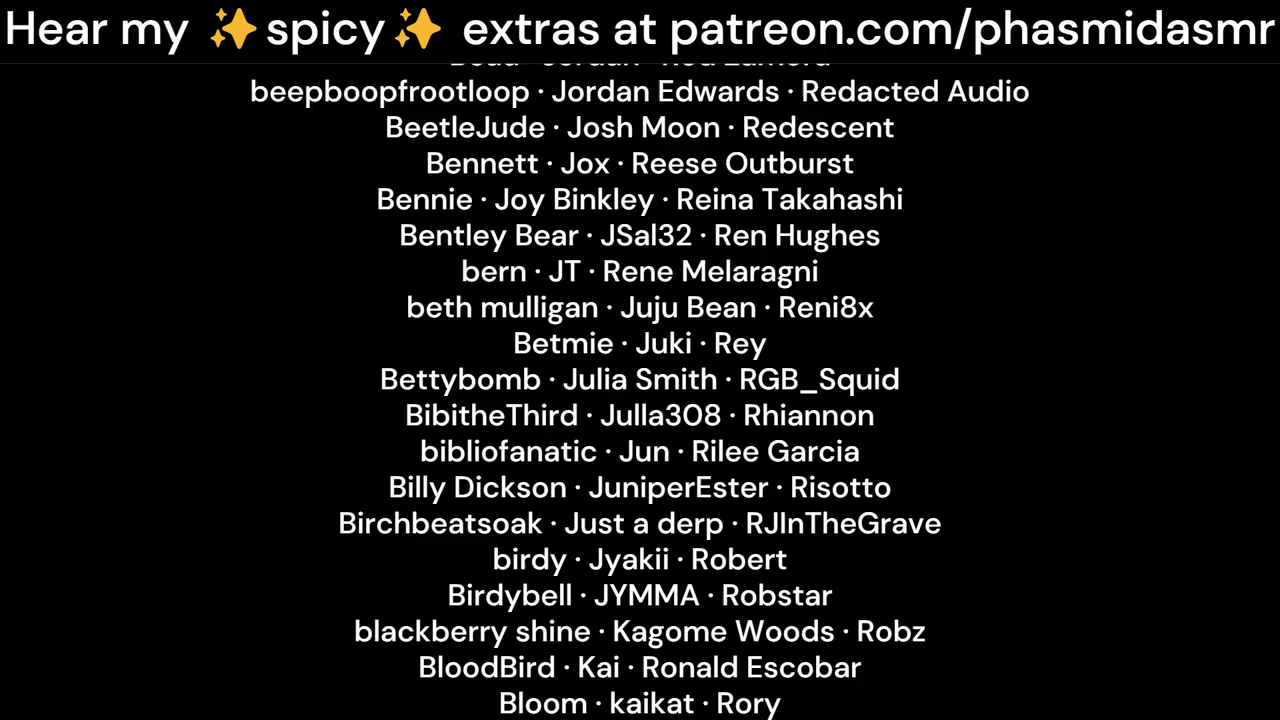 Hear my ✨spicy✨ extras at patreon.com/phasmidasmr
beepboopfrootloop · Jordan Edwards · Redacted Audio
BeetleJude · Josh Moon · Redescent
Bennett · Jox · Reese Outburst
Bennie · Joy Binkley · Reina Takahashi
Bentley Bear · JSal32 · Ren Hughes
bern · JT · Rene Melaragni
beth mulligan · Juju Bean · Reni8x
Betmie · Juki · Rey
Bettybomb · Julia Smith · RGB_Squid
BibitheThird · Julla308 · Rhiannon
bibliofanatic · Jun · Rilee Garcia
Billy Dickson · JuniperEster · Risotto
Birchbeatsoak · Just a derp · RJInTheGrave
birdy · Jyakii · Robert
Birdybell · JYMMA · Robstar
blackberry shine · Kagome Woods · Robz
BloodBird · Kai · Ronald Escobar
Bloom · kaikat · Rory